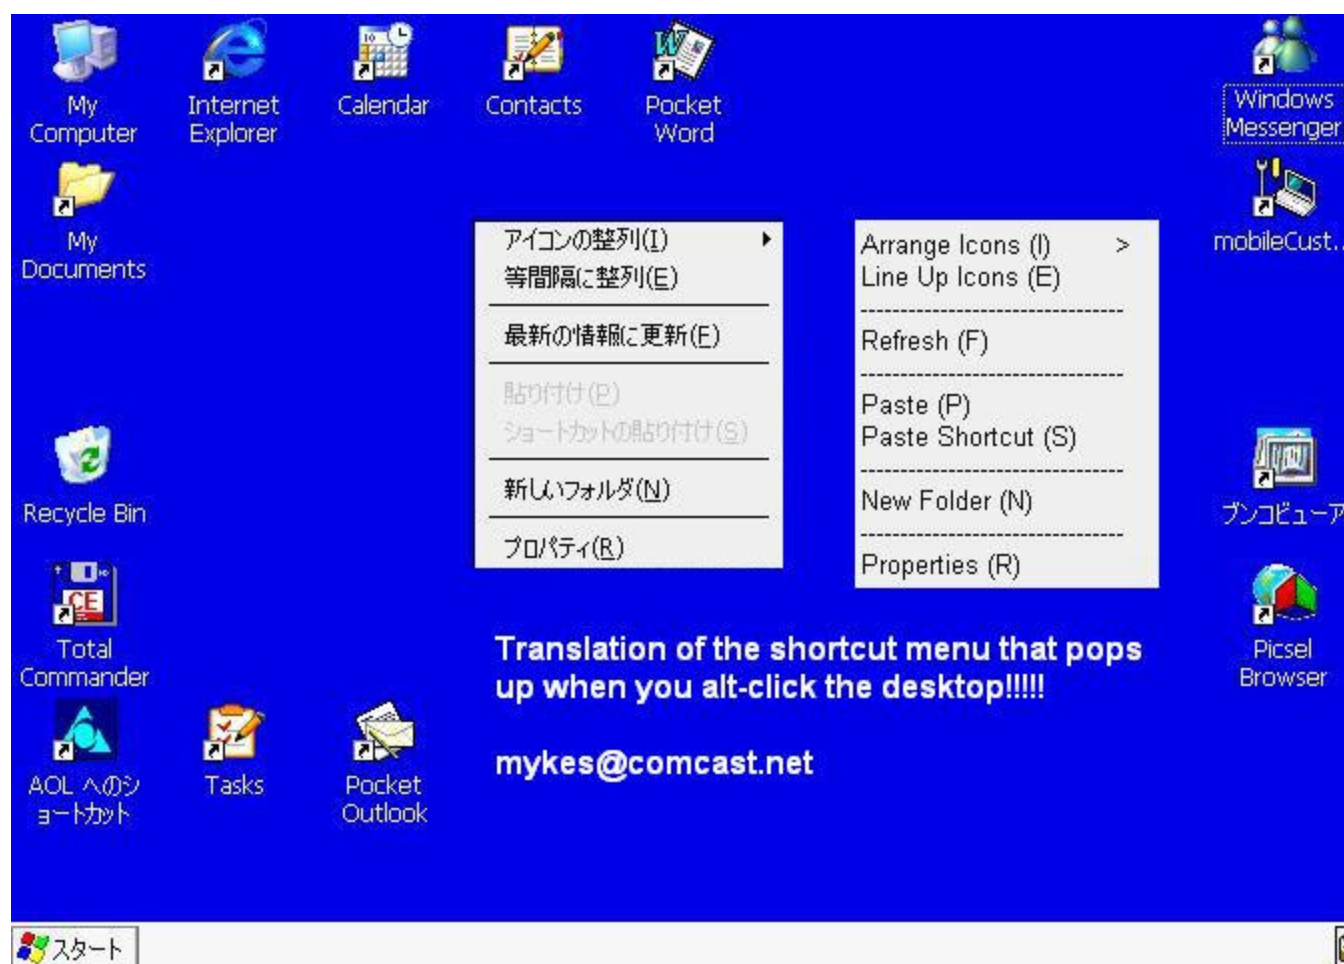 My
Computer
Internet
Explorer
Calendar
Contacts
Pocket
Word
Windows
Messenger
My
Documents
mobileCust...
アイコンの整列(I)
等間隔に整列(E)
最新の情報に更新(F)
貼り付け(P)
ショートカットの貼り付け(S)
新しいフォルダ(N)
プロパティ(R)
Arrange Icons (I) >
Line Up Icons (E)
--------------------------------
Refresh (F)
--------------------------------
Paste (P)
Paste Shortcut (S)
--------------------------------
New Folder (N)
--------------------------------
Properties (R)
Recycle Bin
ブンコビューア
Total
Commander
CE
Picsel
Browser
Translation of the shortcut menu that pops
up when you alt-click the desktop!!!!!
mykes@comcast.net
AOL へのシ
ョートカット
Tasks
Pocket
Outlook
スタート